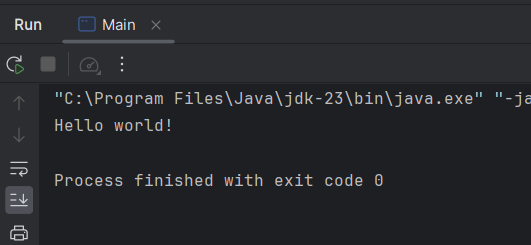 Run Main
"C:\Program Files\Java\jdk-23\bin\java.exe" "-ja
Hello world!
Process finished with exit code 0